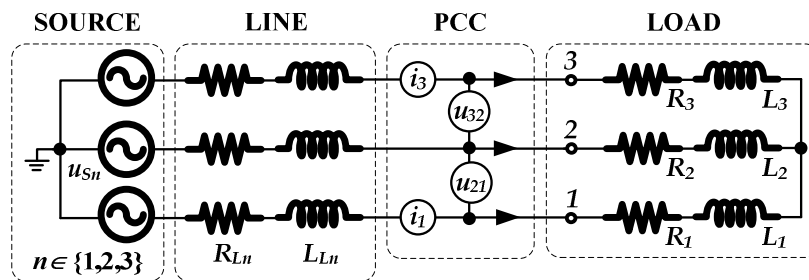 SOURCE LINE PCC LOAD
i3 3 R3 L3
u32
uSn 2 R2 L2
u21
i1 1 R1 L1
RLn LLn
n∈{1,2,3}